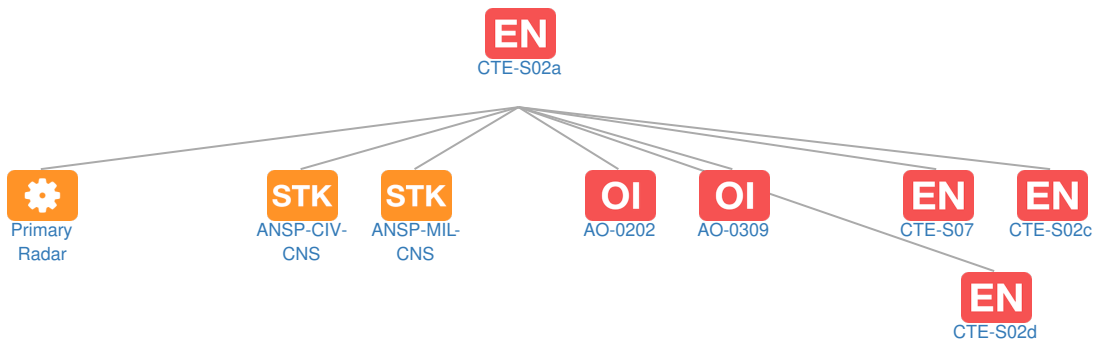 EN
CTE-S02a
STK
STK
OI
OI
EN
EN
Primary
Radar
ANSP-CIV-
CNS
ANSP-MIL-
CNS
AO-0202
AO-0309
CTE-S07
CTE-S02c
EN
CTE-S02d